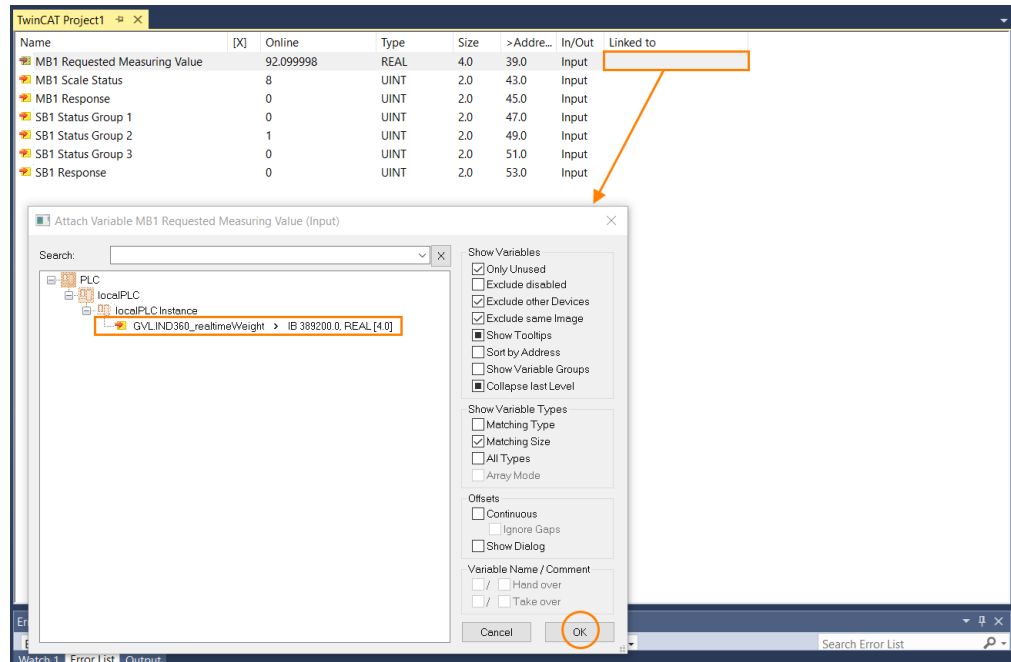 TwinCAT Project1
Name [X] Online Type Size >Addre... In/Out Linked to
MB1 Requested Measuring Value 92.099998 REAL 4.0 39.0 Input
MB1 Scale Status 8 UINT 2.0 43.0 Input
MB1 Response 0 UINT 2.0 45.0 Input
SB1 Status Group 1 0 UINT 2.0 47.0 Input
SB1 Status Group 2 1 UINT 2.0 49.0 Input
SB1 Status Group 3 0 UINT 2.0 51.0 Input
SB1 Response 0 UINT 2.0 53.0 Input
Attach Variable MB1 Requested Measuring Value (Input)
Search:
PLC
localPLC
localPLC Instance
GVL.IND360_realtimeWeight > IB 389200.0, REAL [4.0]
Show Variables
Only Unused
Exclude disabled
Exclude other Devices
Exclude same Image
Show Tooltips
Sort by Address
Show Variable Groups
Collapse last Level
Show Variable Types
Matching Type
Matching Size
All Types
Array Mode
Offsets
Continuous
Ignore Gaps
Show Dialog
Variable Name / Comment
/ Hand over
/ Take over
Cancel OK
Er
Search Error List
Watch 1 Error List Output